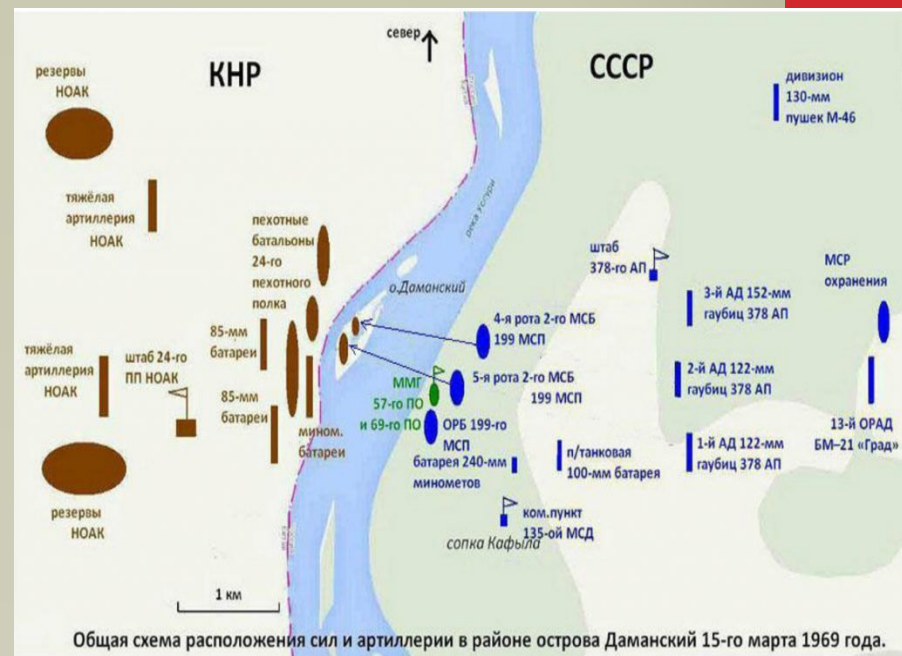 север
КНР
СССР
резервы
НОАК
тяжёлая
артиллерия
НОАК
пехотные
батальоны
24-го
пехотного
полка
85-мм
батареи
тяжёлая
артиллерия
НОАК
штаб 24-го
ПП НОАК
85-мм
батареи
мином.
батареи
резервы
НОАК
1 км
река Уссури
о.Даманский
4-я рота 2-го МСБ
199 МСП
5-я рота 2-го МСБ
199 МСП
ММГ
57-го ПО
и 69-го ПО
ОРБ 199-го
МСП
батарея 240-мм
минометов
п/танковая
100-мм батарея
ком.пункт
135-ой МСД
сопка Кафыла
дивизион
130-мм
пушек М-46
штаб
378-го АП
3-й АД 152-мм
гаубиц 378 АП
2-й АД 122-мм
гаубиц 378 АП
1-й АД 122-мм
гаубиц 378 АП
МСР
охранения
13-й ОРАД
БМ–21 «Град»
Общая схема расположения сил и артиллерии в районе острова Даманский 15-го марта 1969 года.